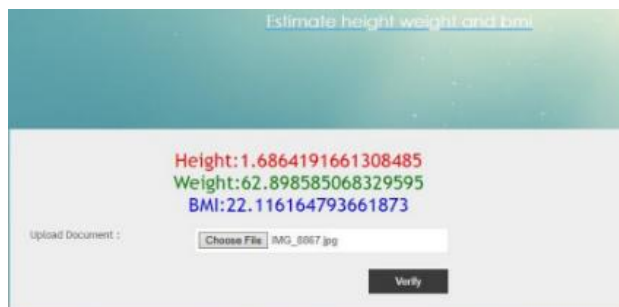 Estimate height weight and bmi
Height:1.6864191661308485
Weight:62.898585068329595
BMI:22.116164793661873
Upload Document :
Choose File IMG_8867.jpg
Verify